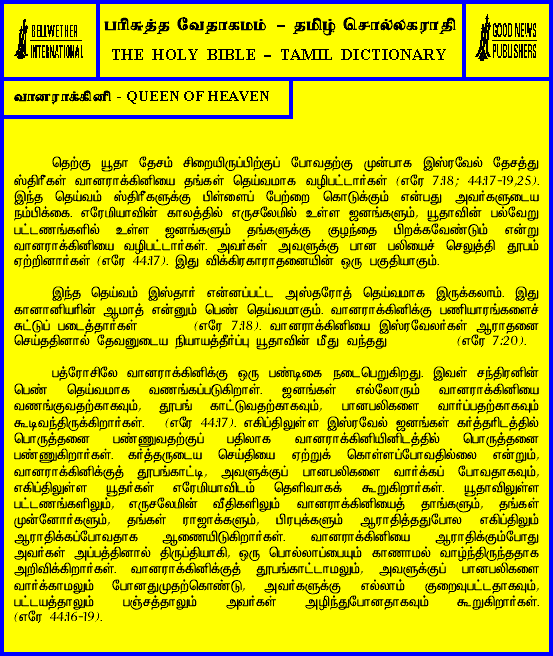 BELLWETHER
INTERNATIONAL
பரிசுத்த வேதாகமம் – தமிழ் சொல்லகராதி
THE HOLY BIBLE – TAMIL DICTIONARY
GOOD NEWS
PUBLISHERS
வானராக்கினி - QUEEN OF HEAVEN
தெற்கு யூதா தேசம் சிறையிருப்பிற்குப் போவதற்கு முன்பாக இஸ்ரவேல் தேசத்து
ஸ்திரீகள் வானராக்கினியை தங்கள் தெய்வமாக வழிபட்டார்கள் (எரே 7:18; 44:17-19,25).
இந்த தெய்வம் ஸ்திரீகளுக்கு பிள்ளைப் பேற்றை கொடுக்கும் என்பது அவர்களுடைய
நம்பிக்கை. எரேமியாவின் காலத்தில் எருசலேமில் உள்ள ஜனங்களும், யூதாவின் பல்வேறு
பட்டணங்களில் உள்ள ஜனங்களும் தங்களுக்கு குழந்தை பிறக்கவேண்டும் என்று
வானராக்கினியை வழிபட்டார்கள். அவர்கள் அவளுக்கு பான பலியைச் செலுத்தி தூபம்
ஏற்றினார்கள் (எரே 44:17). இது விக்கிரகாராதனையின் ஒரு பகுதியாகும்.
இந்த தெய்வம் இஸ்தார் என்னப்பட்ட அஸ்தரோத் தெய்வமாக இருக்கலாம். இது
கானானியரின் ஆமாத் என்னும் பெண் தெய்வமாகும். வானராக்கினிக்கு பணியாரங்களைச்
சுட்டுப் படைத்தார்கள் (எரே 7:18). வானராக்கினியை இஸ்ரவேலர்கள் ஆராதனை
செய்ததினால் தேவனுடைய நியாயத்தீர்ப்பு யூதாவின் மீது வந்தது (எரே 7:20).
பத்ரோசிலே வானராக்கினிக்கு ஒரு பண்டிகை நடைபெறுகிறது. இவள் சந்திரனின்
பெண் தெய்வமாக வணங்கப்படுகிறாள். ஜனங்கள் எல்லோரும் வானராக்கினியை
வணங்குவதற்காகவும், தூபங் காட்டுவதற்காகவும், பானபலிகளை வார்ப்பதற்காகவும்
கூடிவந்திருக்கிறார்கள். (எரே 44:17). எகிப்திலுள்ள இஸ்ரவேல் ஜனங்கள் கர்த்தரிடத்தில்
பொருத்தனை பண்ணுவதற்குப் பதிலாக வானராக்கினியினிடத்தில் பொருத்தனை
பண்ணுகிறார்கள். கர்த்தருடைய செய்தியை ஏற்றுக் கொள்ளப்போவதில்லை என்றும்,
வானராக்கினிக்குத் தூபங்காட்டி, அவளுக்குப் பானபலிகளை வார்க்கப் போவதாகவும்,
எகிப்திலுள்ள யூதர்கள் எரேமியாவிடம் தெளிவாகக் கூறுகிறார்கள். யூதாவிலுள்ள
பட்டணங்களிலும், எருசலேமின் வீதிகளிலும் வானராக்கினியைத் தாங்களும், தங்கள்
முன்னோர்களும், தங்கள் ராஜாக்களும், பிரபுக்களும் ஆராதித்ததுபோல எகிப்திலும்
ஆராதிக்கப்போவதாக ஆணையிடுகிறார்கள். வானராக்கினியை ஆராதிக்கும்போது
அவர்கள் அப்பத்தினால் திருப்தியாகி, ஒரு பொல்லாப்பையும் காணாமல் வாழ்ந்திருந்ததாக
அறிவிக்கிறார்கள். வானராக்கினிக்குத் தூபங்காட்டாமலும், அவளுக்குப் பானபலிகளை
வார்க்காமலும் போனதுமுதற்கொண்டு, அவர்களுக்கு எல்லாம் குறைவுபட்டதாகவும்,
பட்டயத்தாலும் பஞ்சத்தாலும் அவர்கள் அழிந்துபோனதாகவும் கூறுகிறார்கள்.
(எரே 44:16-19).